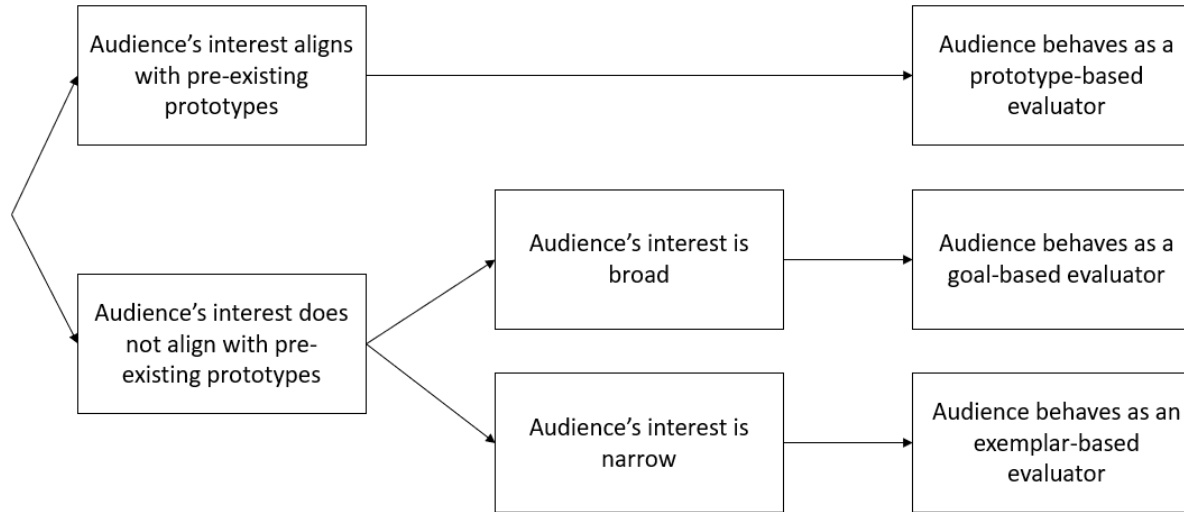 Audience’s interest aligns
with pre-existing
prototypes
Audience behaves as a
prototype-based
evaluator
Audience’s interest does
not align with pre-
existing prototypes
Audience’s interest is
broad
Audience behaves as a
goal-based evaluator
Audience’s interest is
narrow
Audience behaves as an
exemplar-based
evaluator